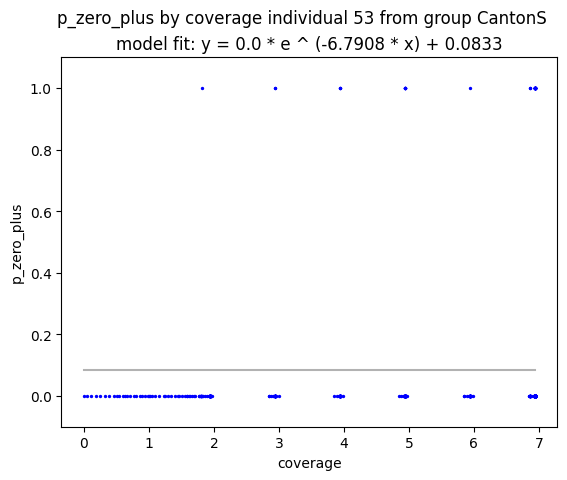 p_zero_plus by coverage individual 53 from group CantonS
model fit: y = 0.0 * e ^ (-6.7908 * x) + 0.0833
1.0
0.8
0.6
0.4
0.2
0.0
p_zero_plus
0 1 2 3 4 5 6 7
coverage